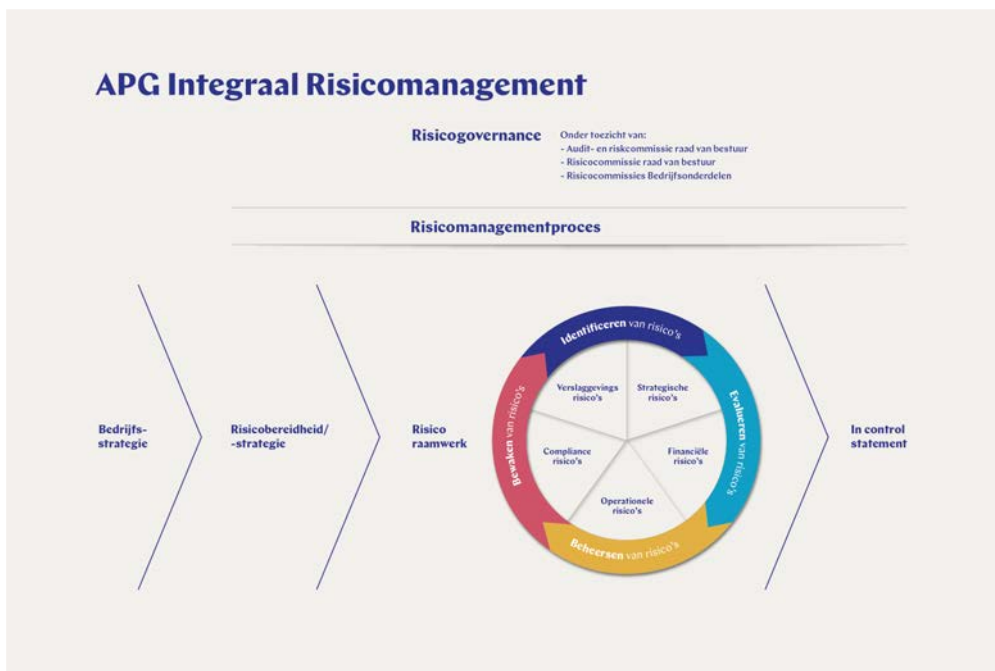 APG Integraal Risicomanagement
Risicogovernance
Onder toezicht van:
- Audit- en riskcommissie raad van bestuur
- Risicocommissie raad van bestuur
- Risicocommissies Bedrijfsonderdelen
Risicomanagementproces
Bedrijfs-
strategie
Risicobereidheid/
-strategie
Risico
raamwerk
Identificeren van risico's
Evalueren van risico's
Beheersen van risico's
Bewaken van risico's
Verslaggevings
risico's
Strategische
risico's
Compliance
risico's
Financiële
risico's
Operationele
risico's
In control
statement